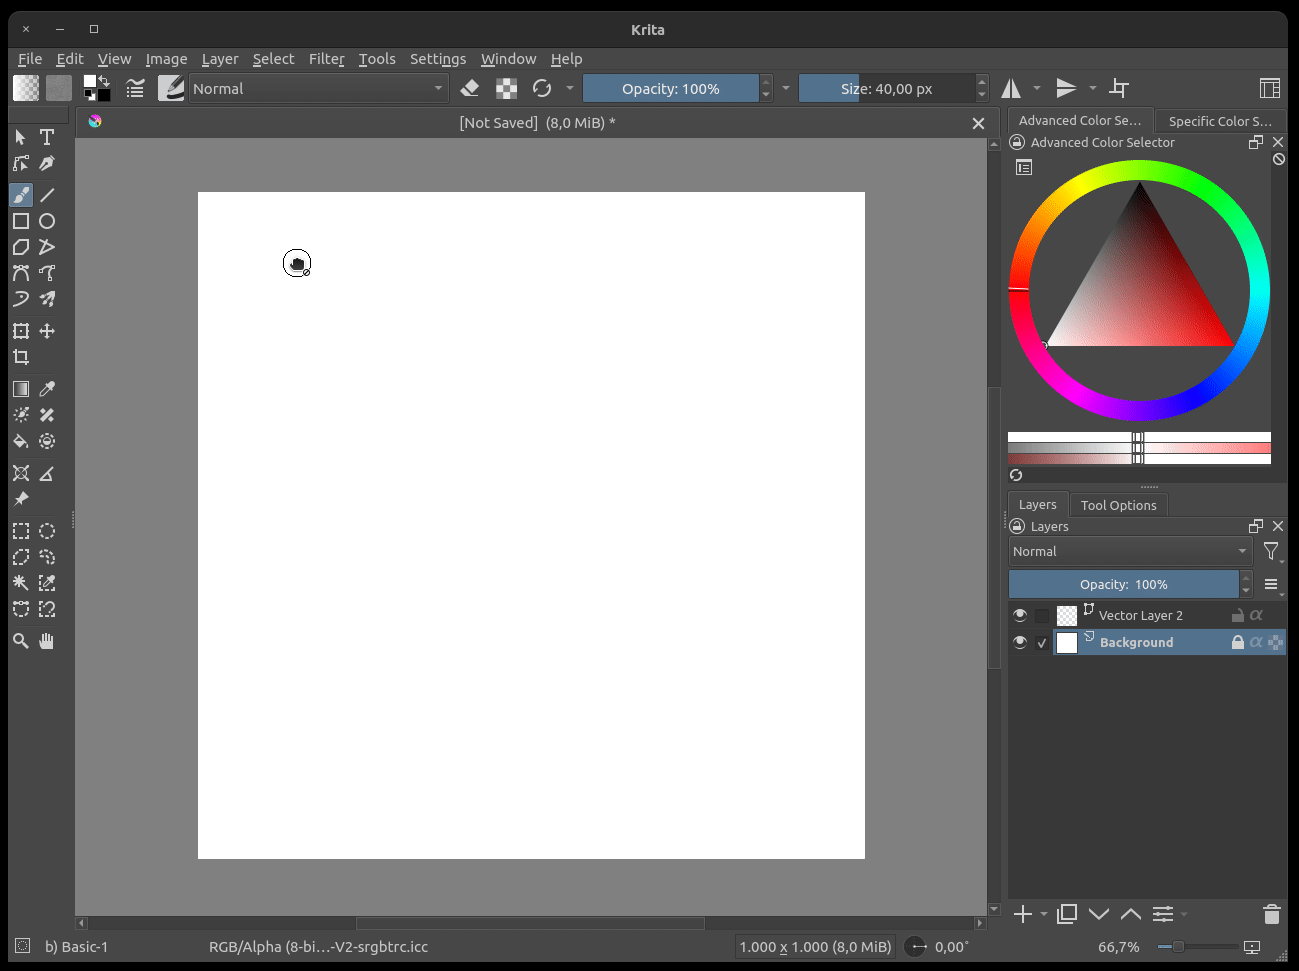 Krita
File Edit View Image Layer Select Filter Tools Settings Window Help
Normal Opacity: 100% Size: 40,00 px
[Not Saved] (8,0 MiB) *
Advanced Color Se... Specific Color S...
Advanced Color Selector
Layers Tool Options
Layers
Normal
Opacity: 100%
Vector Layer 2
Background
b) Basic-1 RGB/Alpha (8-bi...-V2-srgbtrc.icc 1.000 x 1.000 (8,0 MiB) 0,00° 66,7%